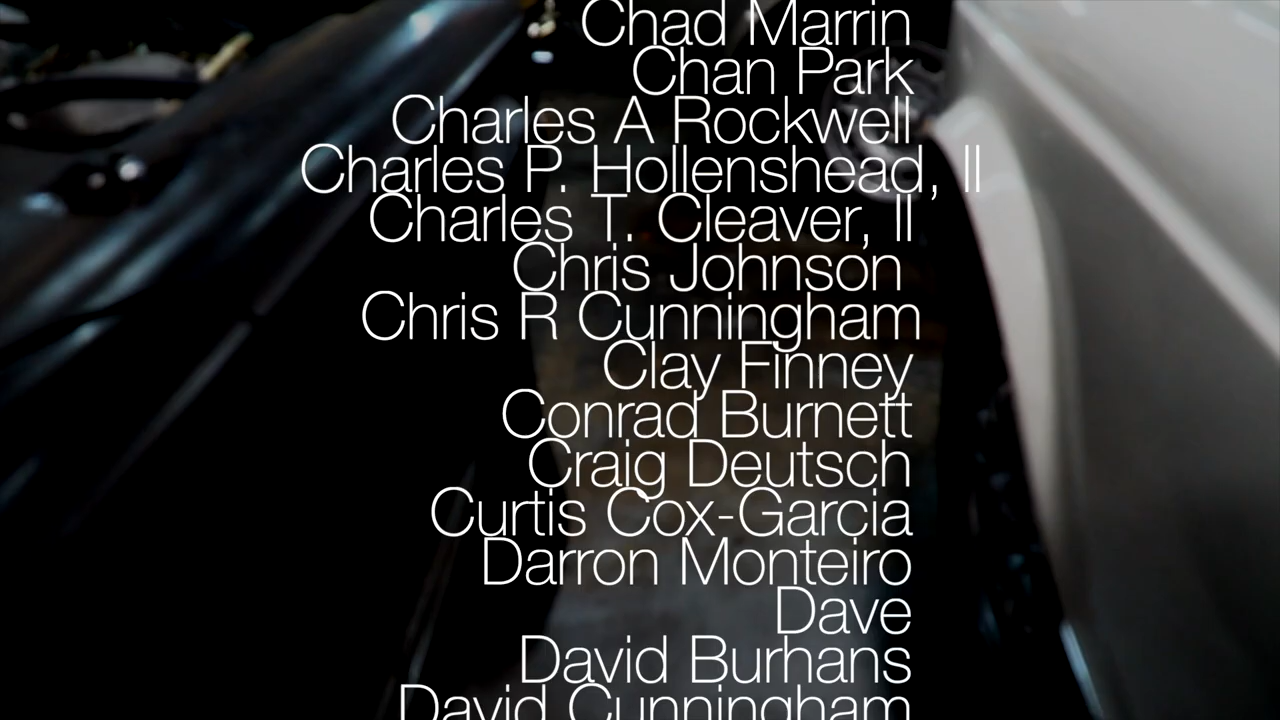 Chad Marrin
Chan Park
Charles A Rockwell
Charles P. Hollenshead, II
Charles T. Cleaver, II
Chris Johnson
Chris R Cunningham
Clay Finney
Conrad Burnett
Craig Deutsch
Curtis Cox-Garcia
Darron Monteiro
Dave
David Burhans
David Cunningham